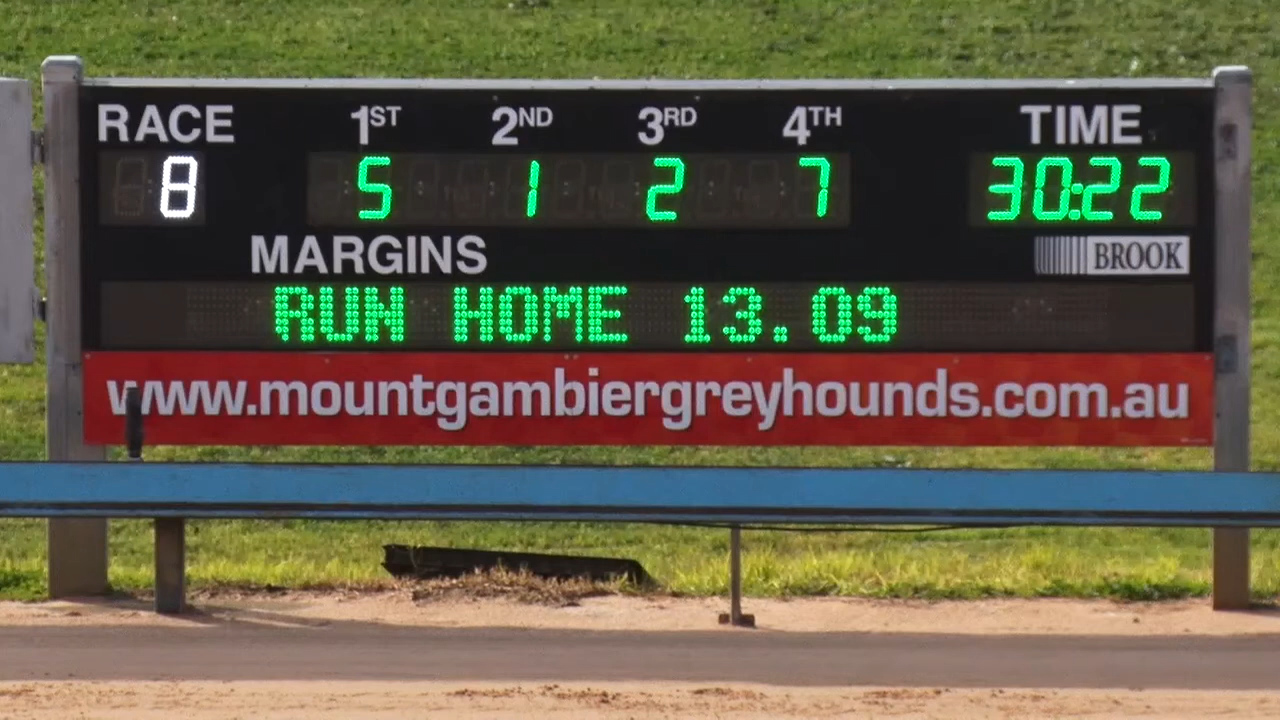 RACE 1ST 2ND 3RD 4TH TIME
8 5 1 2 7 30:22
MARGINS BROOK
RUN HOME 13.09
www.mountgambiergreyhounds.com.au